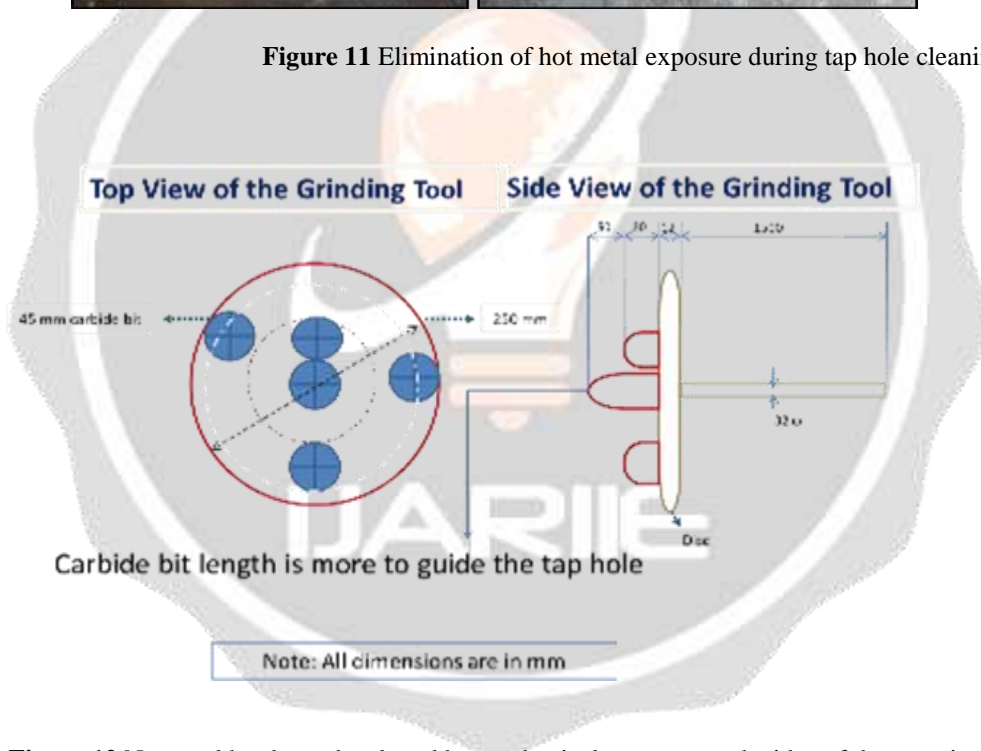 Figure 11 Elimination of hot metal exposure during tap hole
Top View of the Grinding Tool
Side View of the Grinding Tool
12
45 mm carbide bit
250 mm
Disc
IJARIIE
Carbide bit length is more to guide the tap hole
Note: All dimensions are in mm